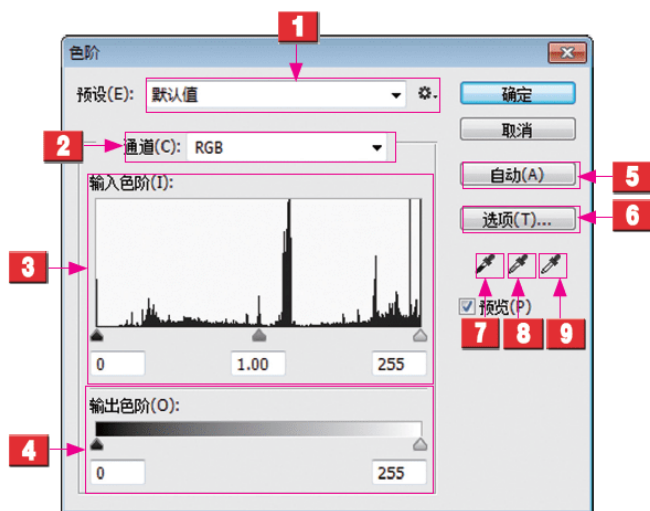 1
色阶
预设(E): 默认值
确定
取消
2
通道(C): RGB
自动(A)
5
输入色阶(I):
选项(T)...
6
3
预览(P)
7
8
9
0
1.00
255
输出色阶(O):
4
0
255